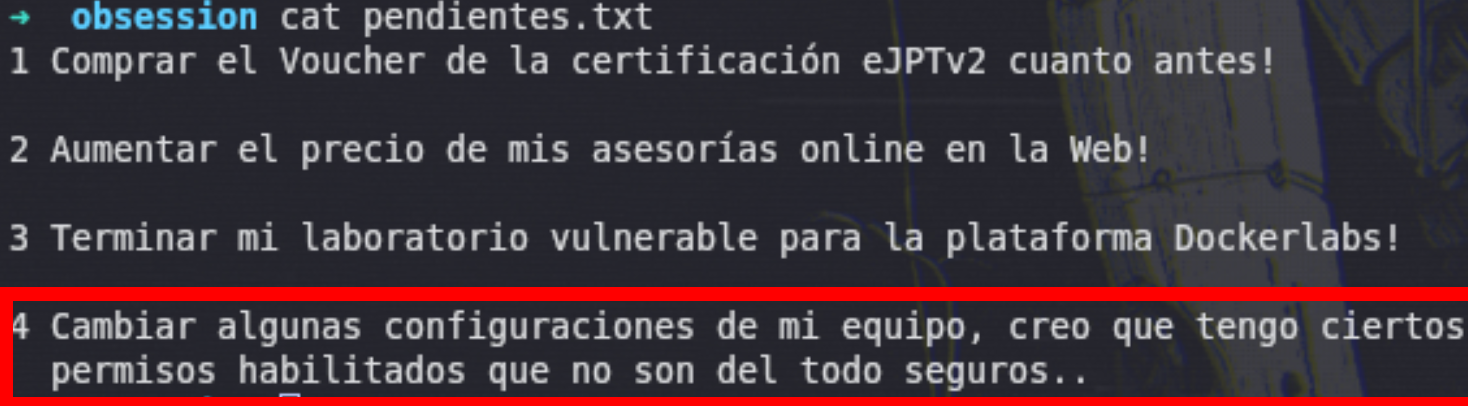 → obsession cat pendientes.txt
1 Comprar el Voucher de la certificación eJPTv2 cuanto antes!
2 Aumentar el precio de mis asesorías online en la Web!
3 Terminar mi laboratorio vulnerable para la plataforma Dockerlabs!
4 Cambiar algunas configuraciones de mi equipo, creo que tengo ciertos
permisos habilitados que no son del todo seguros..